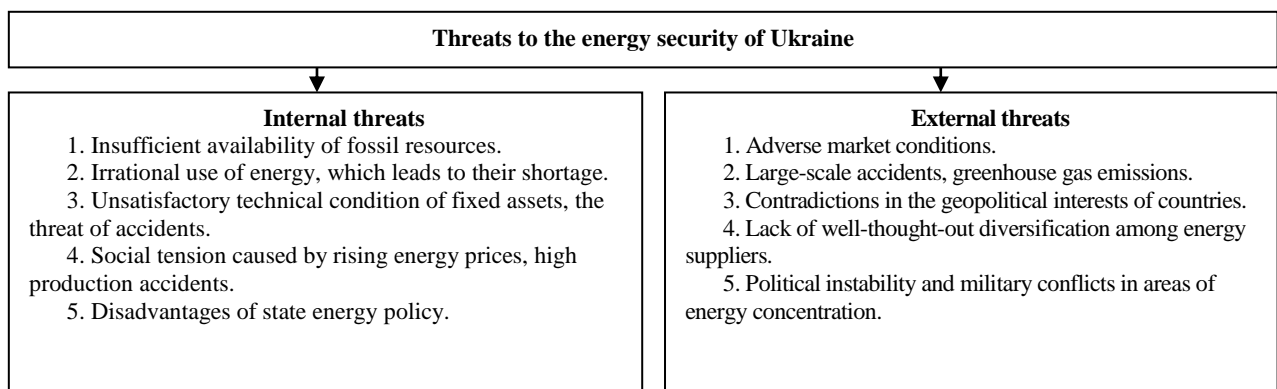 Threats to the energy security of Ukraine
Internal threats
1. Insufficient availability of fossil resources.
2. Irrational use of energy, which leads to their shortage.
3. Unsatisfactory technical condition of fixed assets, the
threat of accidents.
4. Social tension caused by rising energy prices, high
production accidents.
5. Disadvantages of state energy policy.
External threats
1. Adverse market conditions.
2. Large-scale accidents, greenhouse gas emissions.
3. Contradictions in the geopolitical interests of countries.
4. Lack of well-thought-out diversification among energy
suppliers.
5. Political instability and military conflicts in areas of
energy concentration.